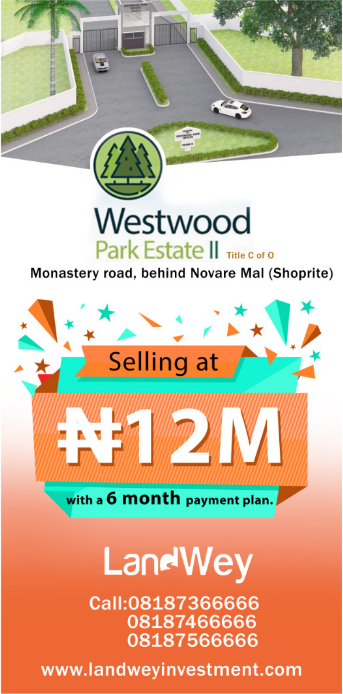 Westwood
Park Estate II Title C of O
Monastery road, behind Novare Mal (Shoprite)
Selling at
₦12M
with a 6 month payment plan.
LandWey
Call:08187366666
08187466666
08187566666
www.landweyinvestment.com